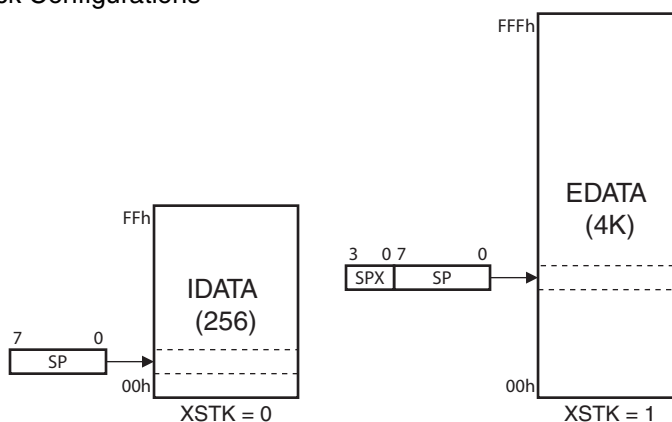 Configurations
FFFh
EDATA
(4K)
3 0 7 0
SPX SP
00h
XSTK = 1
FFh
IDATA
(256)
7 0
SP
00h
XSTK = 0